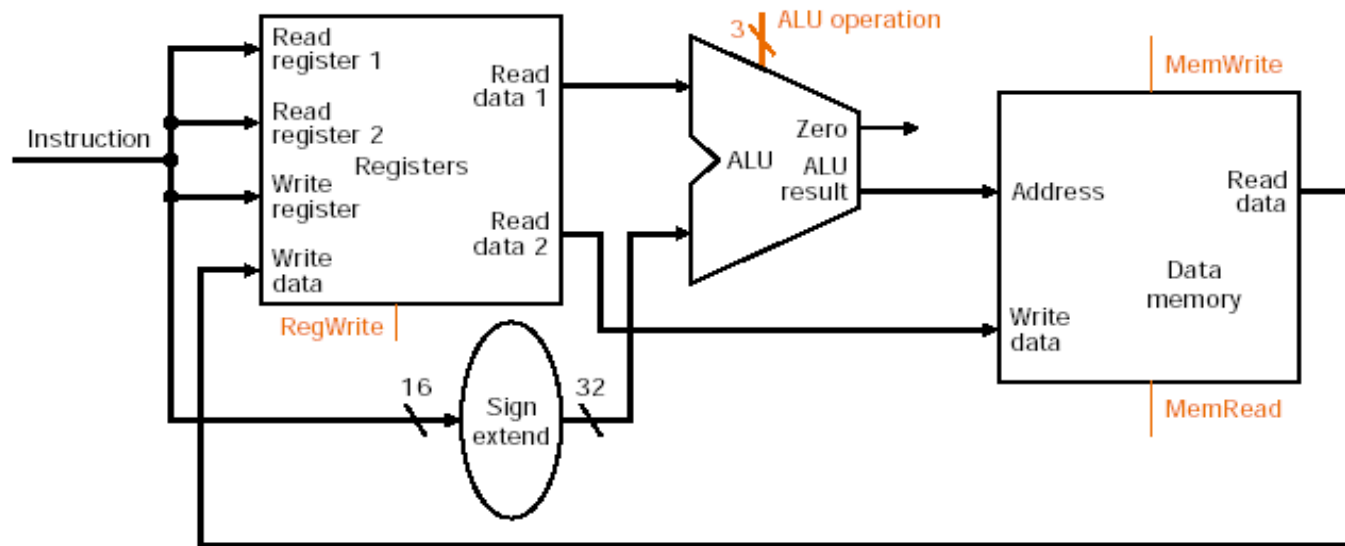 Instruction
Read
register 1
Read
register 2
Registers
Write
register
Write
data
Read
data 1
Read
data 2
RegWrite
16
Sign
extend
32
3
ALU operation
Zero
ALU
ALU
result
MemWrite
Address
Read
data
Data
memory
Write
data
MemRead